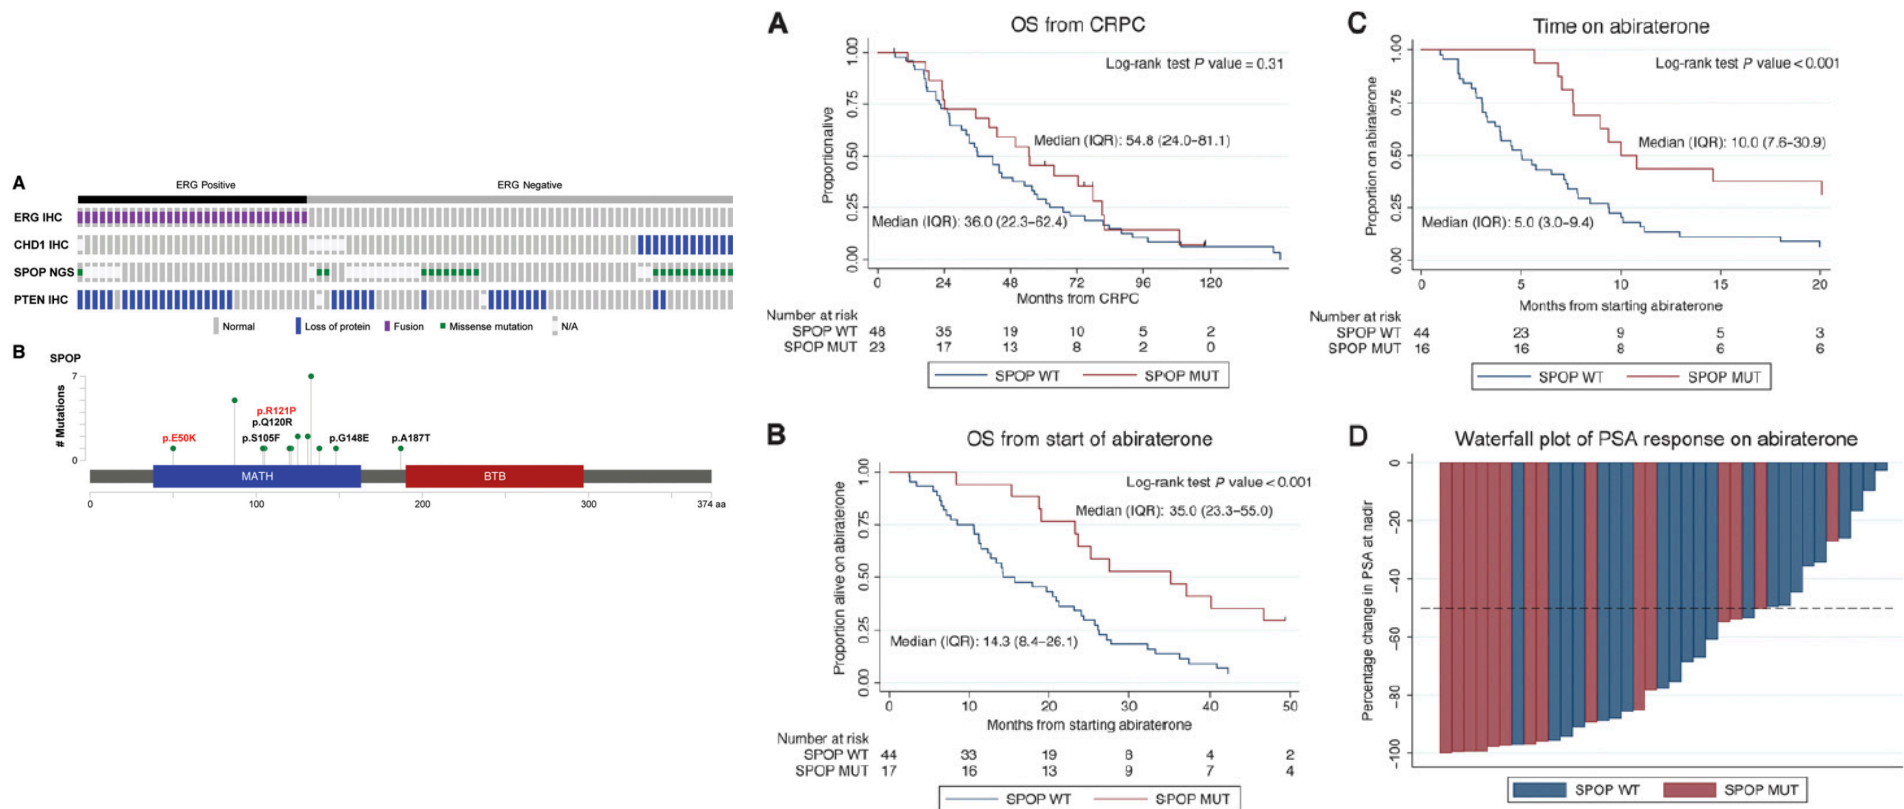 A
ERG Positive
ERG Negative
ERG IHC
CHD1 IHC
SPOP NGS
PTEN IHC
Normal
Loss of protein
Fusion
Missense mutation
N/A
B
SPOP
# Mutations
7
0
p.E50K
p.R121P
p.Q120R
p.S105F
p.G148E
p.A187T
MATH
BTB
0
100
200
300
374 aa
A
OS from CRPC
Log-rank test P value = 0.31
Proportionalive
1.00
0.75
0.50
0.25
0.00
Median (IQR): 54.8 (24.0–81.1)
Median (IQR): 36.0 (22.3–62.4)
0 24 48 72 96 120
Months from CRPC
Number at risk
SPOP WT 48 35 19 10 5 2
SPOP MUT 23 17 13 8 2 0
SPOP WT
SPOP MUT
B
OS from start of abiraterone
Log-rank test P value < 0.001
Proportion alive on abiraterone
1.00
0.75
0.50
0.25
0.00
Median (IQR): 35.0 (23.3–55.0)
Median (IQR): 14.3 (8.4–26.1)
0 10 20 30 40 50
Months from starting abiraterone
Number at risk
SPOP WT 44 33 19 8 4 2
SPOP MUT 17 16 13 9 7 4
SPOP WT
SPOP MUT
C
Time on abiraterone
Log-rank test P value < 0.001
Proportion on abiraterone
1.00
0.75
0.50
0.25
0.00
Median (IQR): 10.0 (7.6–30.9)
Median (IQR): 5.0 (3.0–9.4)
0 5 10 15 20
Months from starting abiraterone
Number at risk
SPOP WT 44 23 9 5 3
SPOP MUT 16 16 8 6 6
SPOP WT
SPOP MUT
D
Waterfall plot of PSA response on abiraterone
Percentage change in PSA at nadir
0
-20
-40
-60
-80
-100
SPOP WT
SPOP MUT